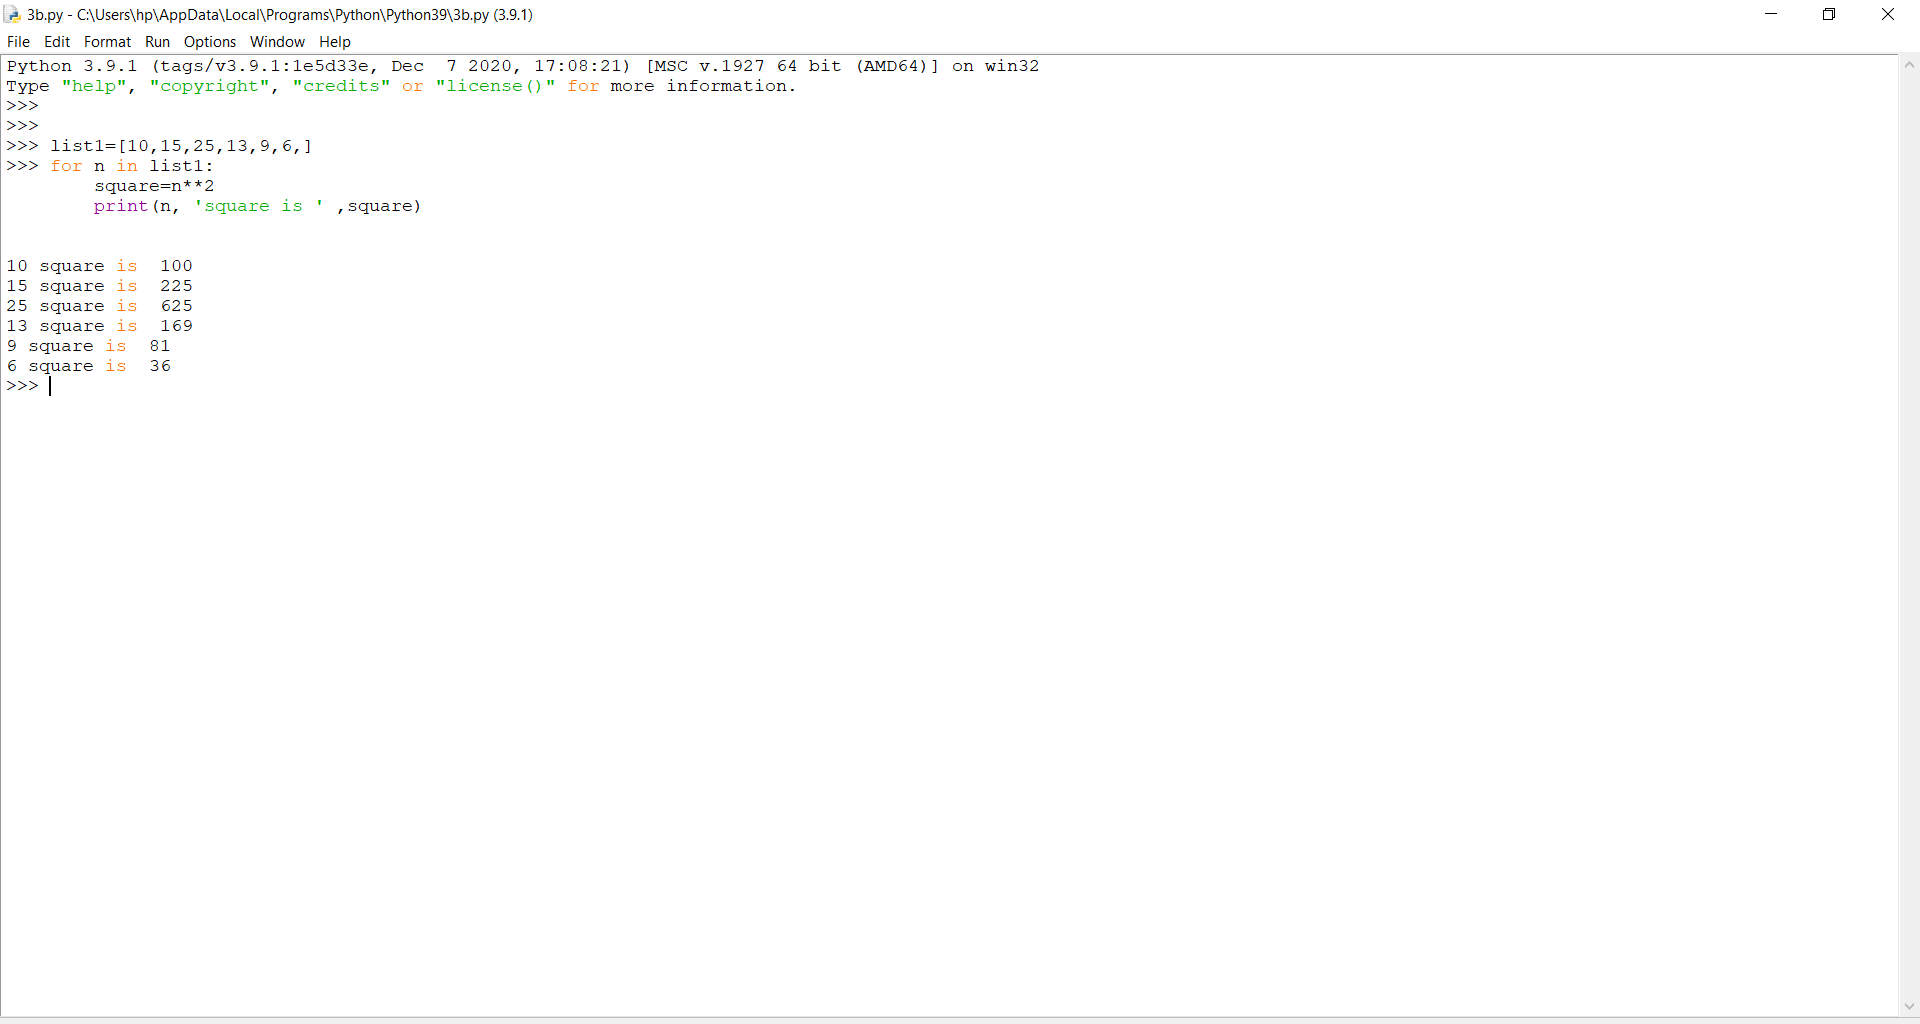 3b.py - C:\Users\hp\AppData\Local\Programs\Python\Python39\3b.py (3.9.1)
File Edit Format Run Options Window Help
Python 3.9.1 (tags/v3.9.1:1e5d33e, Dec  7 2020, 17:08:21) [MSC v.1927 64 bit (AMD64)] on win32
Type "help", "copyright", "credits" or "license()" for more information.
>>>
>>>
>>> list1=[10,15,25,13,9,6,]
>>> for n in list1:
        square=n**2
        print(n, 'square is ' ,square)
10 square is  100
15 square is  225
25 square is  625
13 square is  169
9 square is  81
6 square is  36
>>>